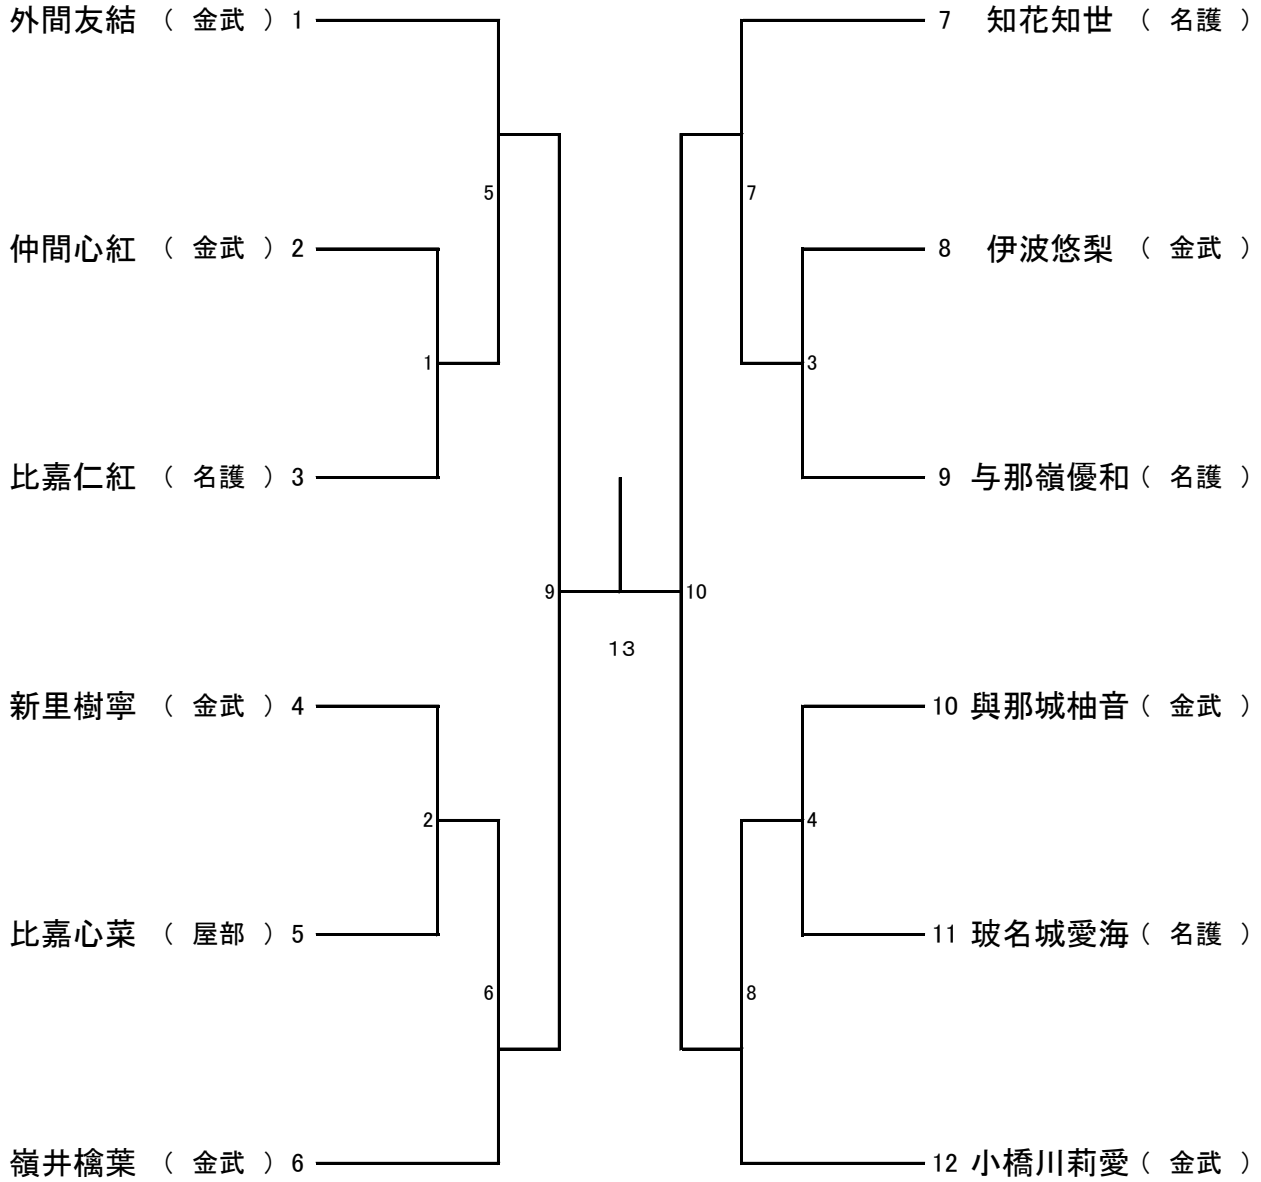 外間友結 （ 金武 ） 1
5
仲間心紅 （ 金武 ） 2
1
比嘉仁紅 （ 名護 ） 3
9
新里樹寧 （ 金武 ） 4
2
比嘉心菜 （ 屋部 ） 5
6
嶺井檎葉 （ 金武 ） 6
13
7 知花知世 （ 名護 ）
7
8 伊波悠梨 （ 金武 ）
3
9 与那嶺優和 （ 名護 ）
10
10 與那城柚音 （ 金武 ）
4
11 玻名城愛海 （ 名護 ）
8
12 小橋川莉愛 （ 金武 ）